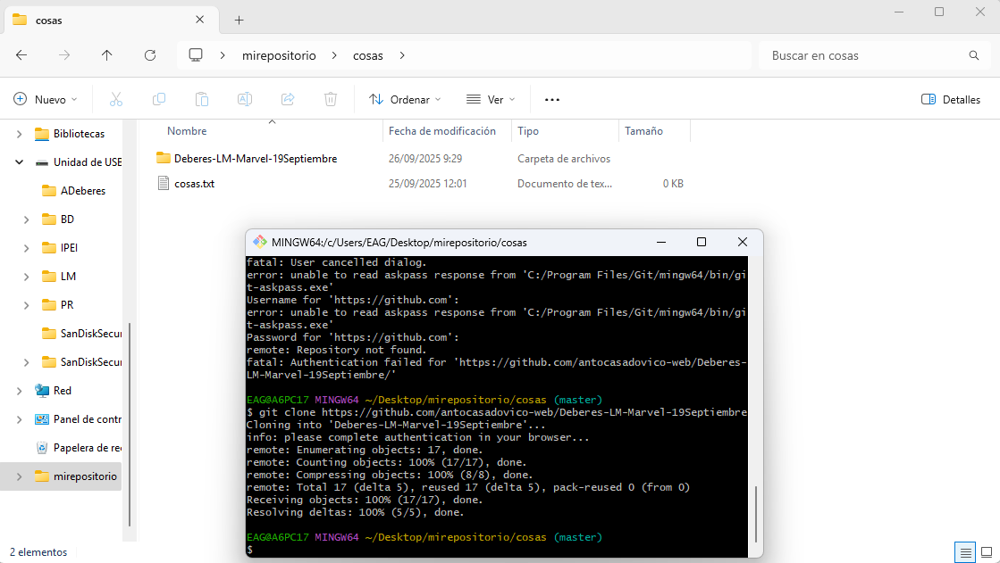 cosas
mirepositorio
cosas
Buscar en cosas
Nuevo
Ordenar
Ver
Detalles
Nombre
Fecha de modificación
Tipo
Tamaño
Bibliotecas
Unidad de USE
ADeberes
BD
IPEI
LM
PR
SanDiskSecur
SanDiskSecur
Red
Panel de contr
Papelera de re
mirepositorio
Deberes-LM-Marvel-19Septiembre
26/09/2025 9:29
Carpeta de archivos
cosas.txt
25/09/2025 12:01
Documento de tex...
0 KB
MINGW64:/c/Users/EAG/Desktop/mirepositorio/cosas
fatal: User cancelled dialog.
error: unable to read askpass response from 'C:/Program Files/Git/mingw64/bin/gi
t-askpass.exe'
Username for 'https://github.com':
error: unable to read askpass response from 'C:/Program Files/Git/mingw64/bin/gi
t-askpass.exe'
Password for 'https://github.com':
remote: Repository not found.
fatal: Authentication failed for 'https://github.com/antocasadovico-web/Deberes-
LM-Marvel-19Septiembre/'
EAG@A6PC17 MINGW64 ~/Desktop/mirepositorio/cosas (master)
$ git clone https://github.com/antocasadovico-web/Deberes-LM-Marvel-19Septiembre
Cloning into 'Deberes-LM-Marvel-19Septiembre'...
info: please complete authentication in your browser...
remote: Enumerating objects: 17, done.
remote: Counting objects: 100% (17/17), done.
remote: Compressing objects: 100% (8/8), done.
remote: Total 17 (delta 5), reused 17 (delta 5), pack-reused 0 (from 0)
Receiving objects: 100% (17/17), done.
Resolving deltas: 100% (5/5), done.
EAG@A6PC17 MINGW64 ~/Desktop/mirepositorio/cosas (master)
$
2 elementos